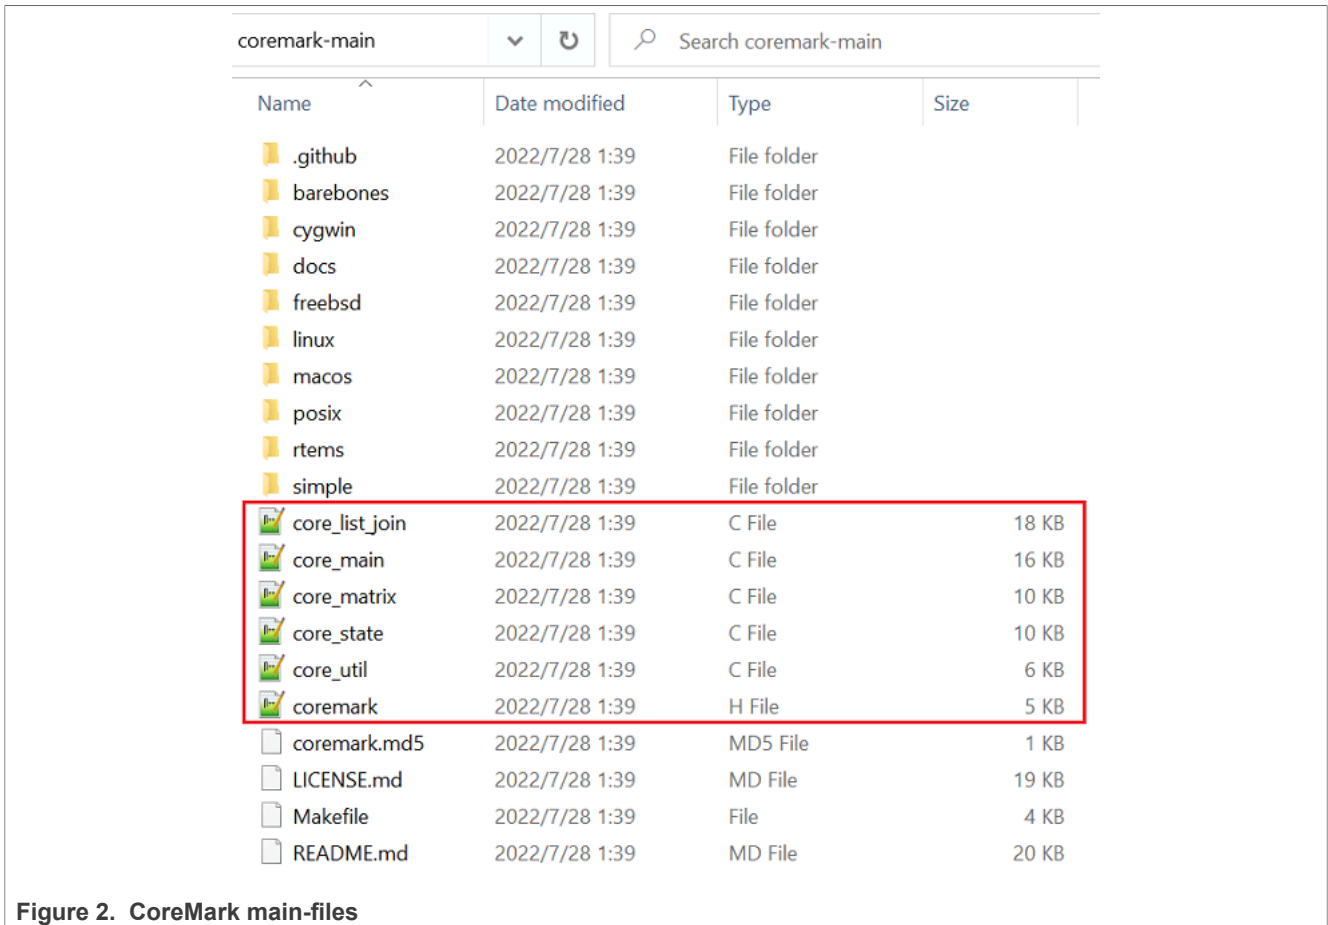 coremark-main Search coremark-main
Name Date modified Type Size
.github 2022/7/28 1:39 File folder
barebones 2022/7/28 1:39 File folder
cygwin 2022/7/28 1:39 File folder
docs 2022/7/28 1:39 File folder
freebsd 2022/7/28 1:39 File folder
linux 2022/7/28 1:39 File folder
macos 2022/7/28 1:39 File folder
posix 2022/7/28 1:39 File folder
rtems 2022/7/28 1:39 File folder
simple 2022/7/28 1:39 File folder
core_list_join 2022/7/28 1:39 C File 18 KB
core_main 2022/7/28 1:39 C File 16 KB
core_matrix 2022/7/28 1:39 C File 10 KB
core_state 2022/7/28 1:39 C File 10 KB
core_util 2022/7/28 1:39 C File 6 KB
coremark 2022/7/28 1:39 H File 5 KB
coremark.md5 2022/7/28 1:39 MD5 File 1 KB
LICENSE.md 2022/7/28 1:39 MD File 19 KB
Makefile 2022/7/28 1:39 File 4 KB
README.md 2022/7/28 1:39 MD File 20 KB
Figure 2. CoreMark main-files